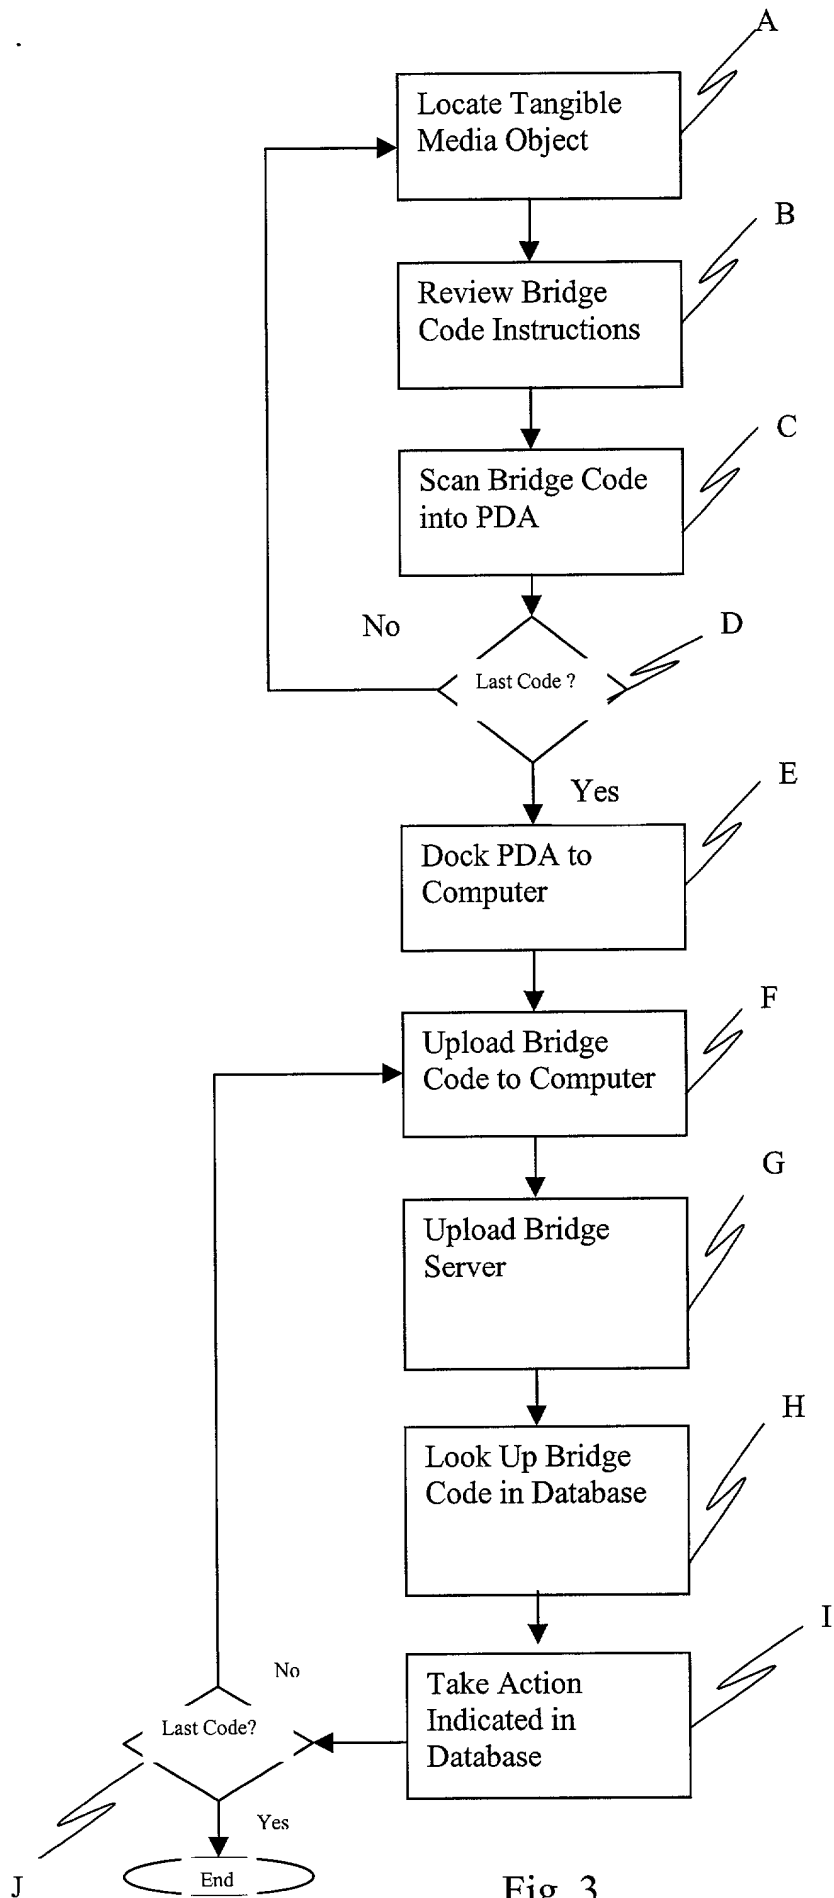 A
Locate Tangible
Media Object
B
Review Bridge
Code Instructions
C
Scan Bridge Code
into PDA
No
D
Last Code ?
Yes
E
Dock PDA to
Computer
F
Upload Bridge
Code to Computer
G
Upload Bridge
Server
H
Look Up Bridge
Code in Database
I
Take Action
Indicated in
Database
No
Last Code?
Yes
J
End
Fig. 3